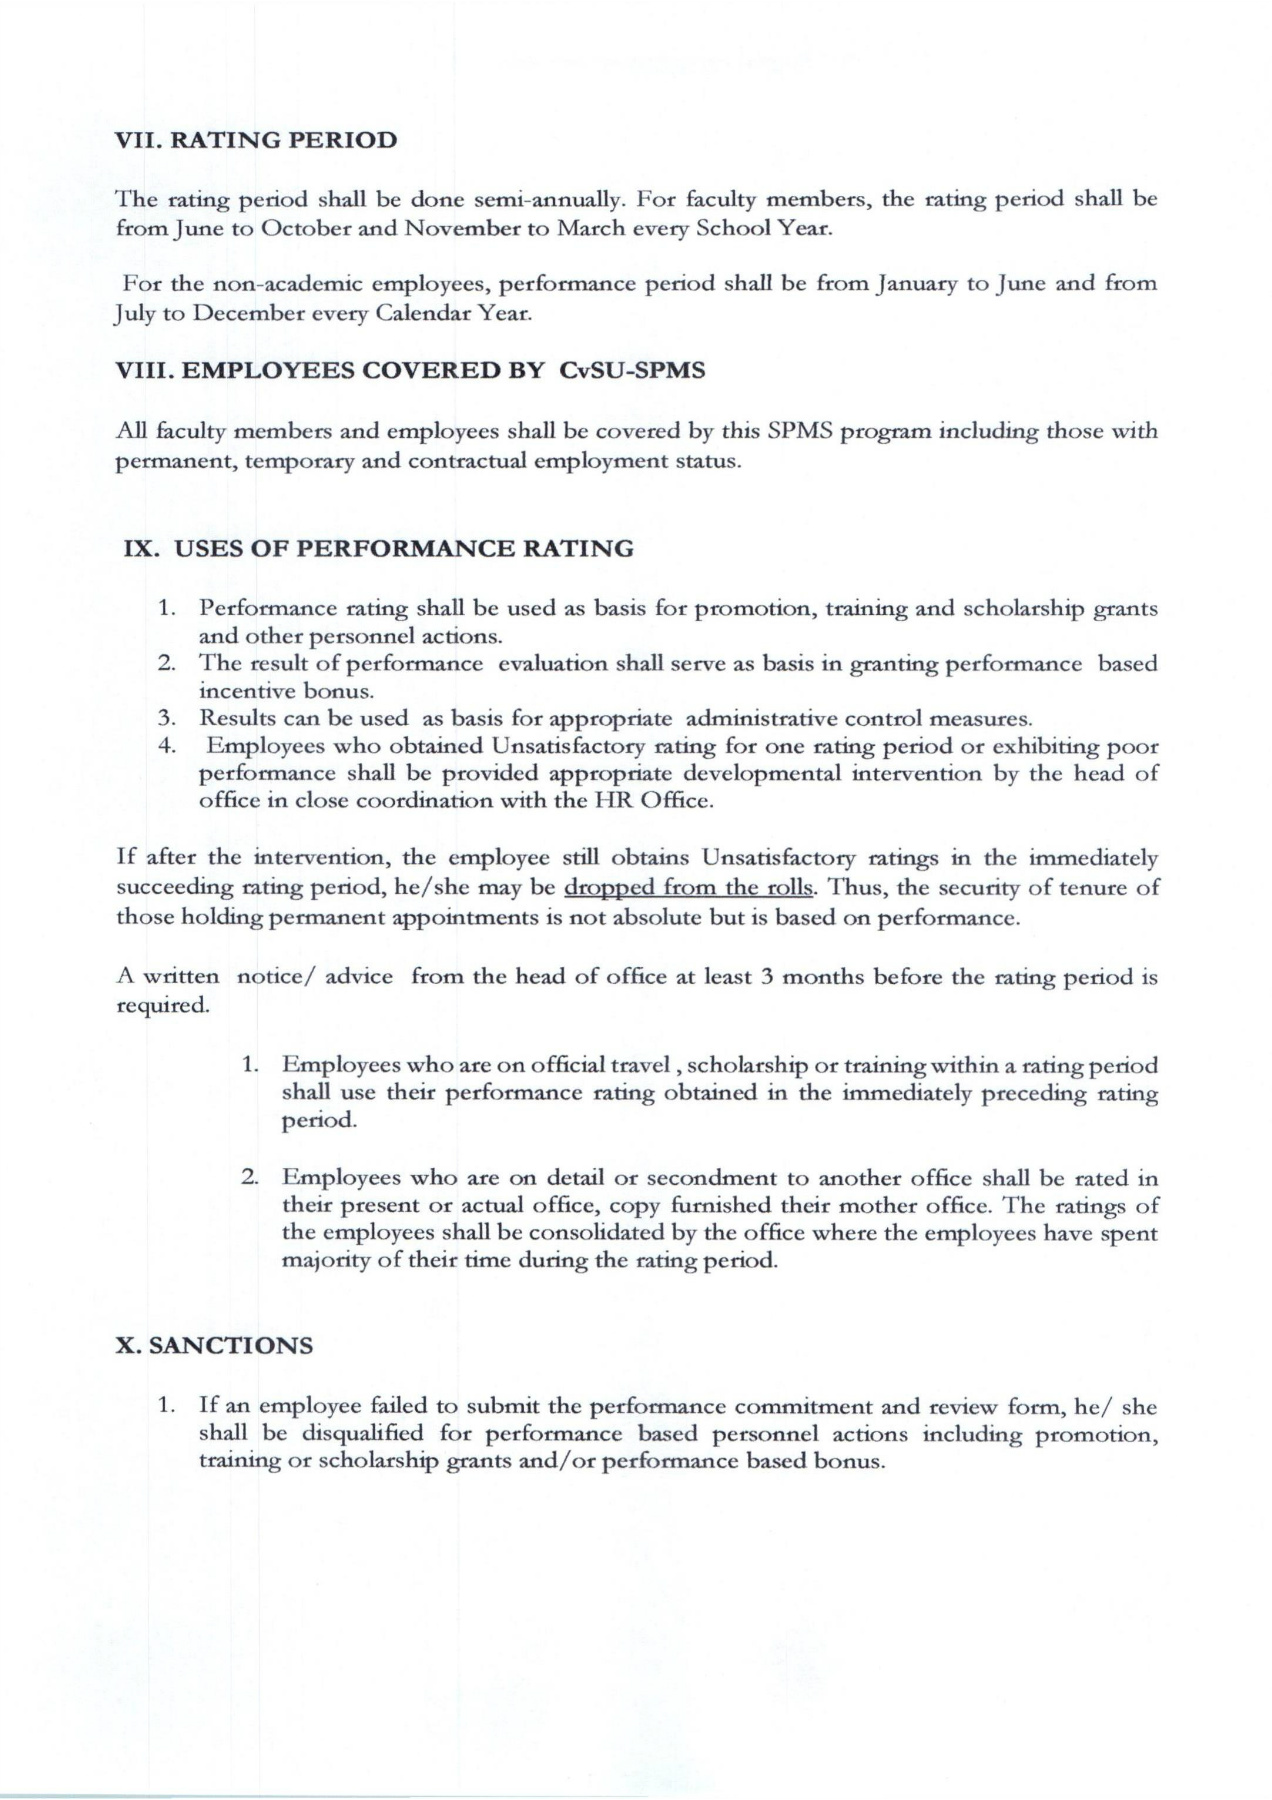 VII. RATING PERIOD
The rating period shall be done semi-annually. For faculty members, the rating period shall be
from June to October and November to March every School Year.
For the non-academic employees, performance period shall be from January to June and from
July to December every Calendar Year.
VIII. EMPLOYEES COVERED BY CvSU-SPMS
All faculty members and employees shall be covered by this SPMS program including those with
permanent, temporary and contractual employment status.
IX. USES OF PERFORMANCE RATING
1. Performance rating shall be used as basis for promotion, training and scholarship grants
and other personnel actions.
2. The result of performance evaluation shall serve as basis in granting performance based
incentive bonus.
3. Results can be used as basis for appropriate administrative control measures.
4. Employees who obtained Unsatisfactory rating for one rating period or exhibiting poor
performance shall be provided appropriate developmental intervention by the head of
office in close coordination with the HR Office.
If after the intervention, the employee still obtains Unsatisfactory ratings in the immediately
succeeding rating period, he/she may be dropped from the rolls. Thus, the security of tenure of
those holding permanent appointments is not absolute but is based on performance.
A written notice/ advice from the head of office at least 3 months before the rating period is
required.
1. Employees who are on official travel , scholarship or training within a rating period
shall use their performance rating obtained in the immediately preceding rating
period.
2. Employees who are on detail or secondment to another office shall be rated in
their present or actual office, copy furnished their mother office. The ratings of
the employees shall be consolidated by the office where the employees have spent
majority of their time during the rating period.
X. SANCTIONS
1. If an employee failed to submit the performance commitment and review form, he/ she
shall be disqualified for performance based personnel actions including promotion,
training or scholarship grants and/or performance based bonus.